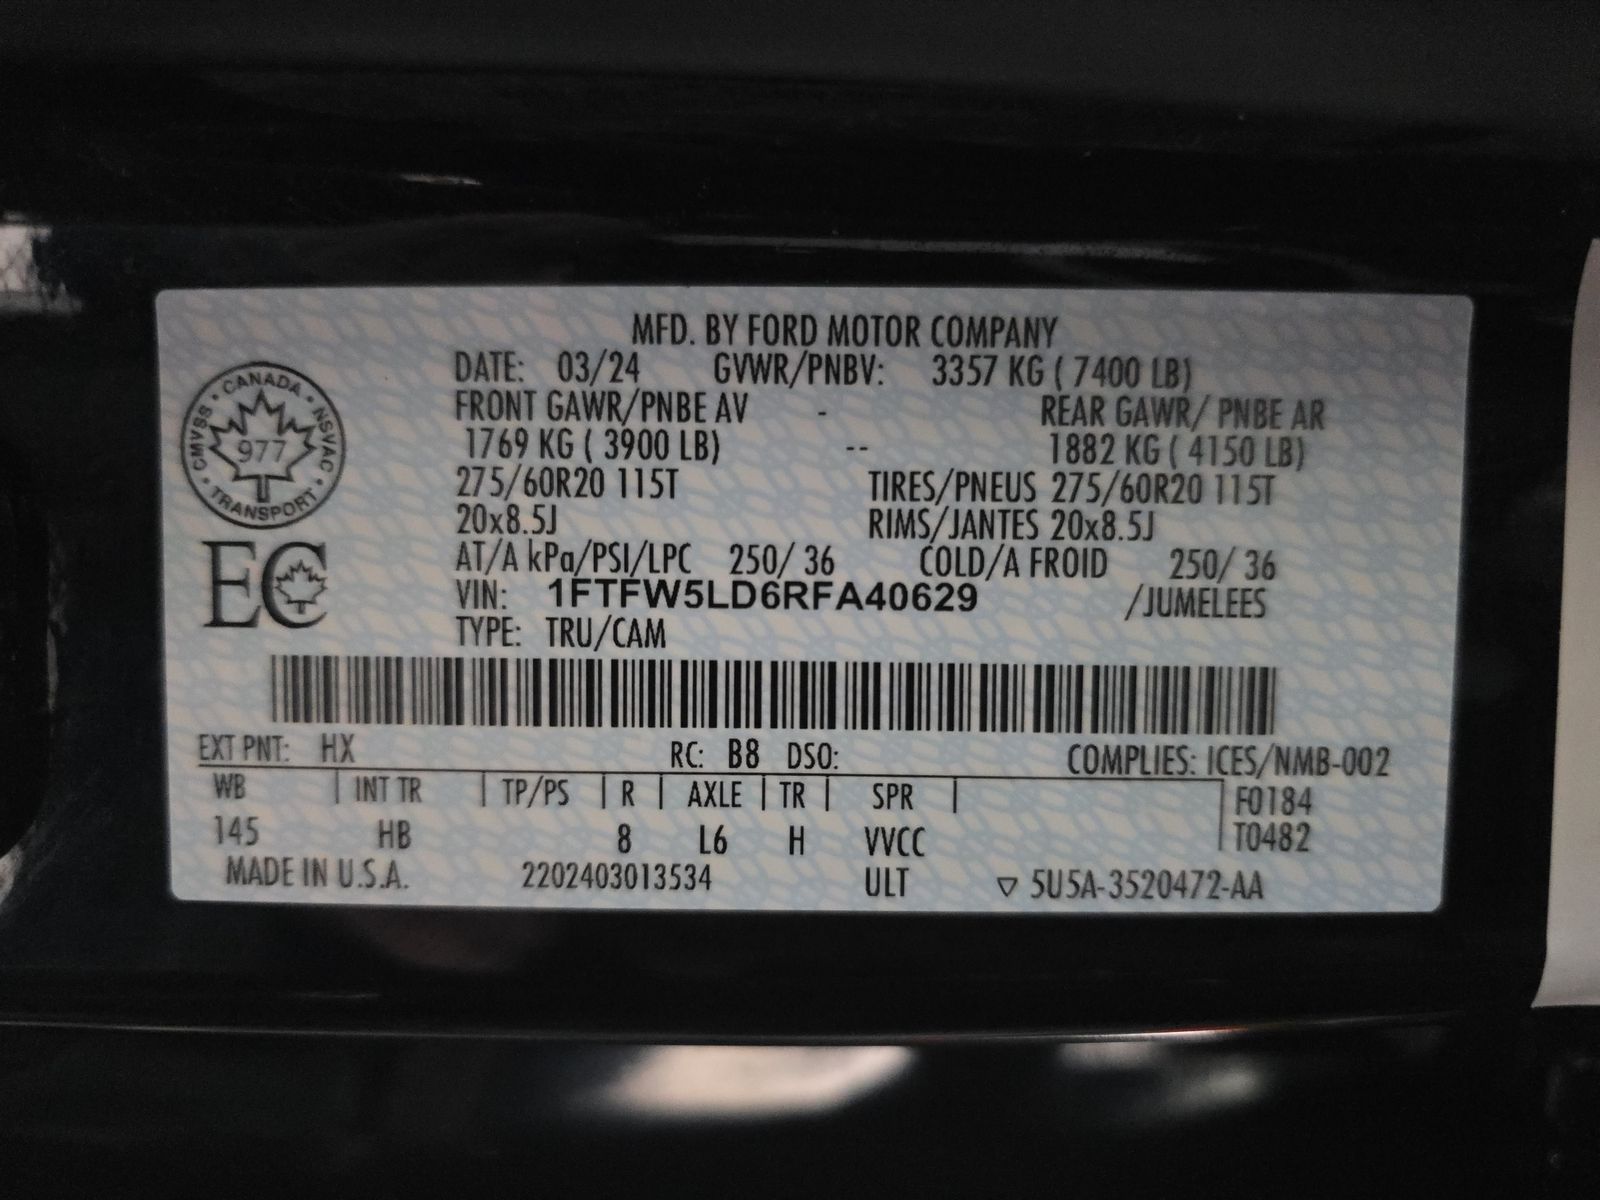 MFD. BY FORD MOTOR COMPANY
DATE: 03/24 GVWR/PNBV: 3357 KG ( 7400 LB)
FRONT GAWR/PNBE AV - REAR GAWR/ PNBE AR
1769 KG ( 3900 LB) -- 1882 KG ( 4150 LB)
275/60R20 115T TIRES/PNEUS 275/60R20 115T
20x8.5J RIMS/JANTES 20x8.5J
AT/A kPa/PSI/LPC 250/ 36 COLD/A FROID 250/ 36
VIN: 1FTFW5LD6RFA40629 /JUMELEES
TYPE: TRU/CAM
CANADA · NSVAC · TRANSPORT · CMVSS ·
977
EC
EXT PNT: HX RC: B8 DSO: COMPLIES: ICES/NMB-002
WB | INT TR | TP/PS | R | AXLE | TR | SPR | F0184
145 HB 8 L6 H VVCC T0482
MADE IN U.S.A. 2202403013534 ULT ▽ 5U5A-3520472-AA